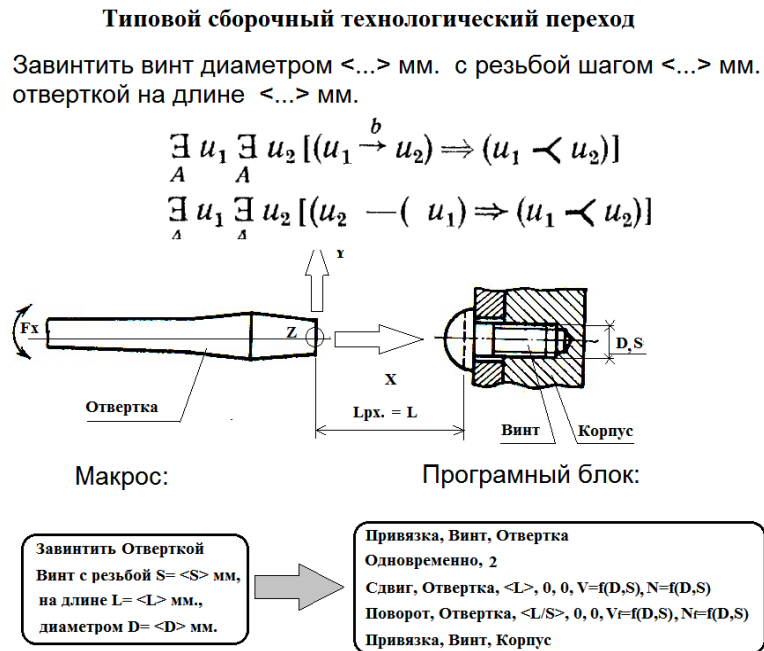 Типовой сборочный технологический переход
Завинтить винт диаметром <...> мм. с резьбой шагом <...> мм.
отверткой на длине <...> мм.
∃ u₁ ∃ u₂ [(u₁ →ᵇ u₂) ⇒ (u₁ ≺ u₂)]
A A
∃ u₁ ∃ u₂ [(u₂ —( u₁) ⇒ (u₁ ≺ u₂)]
A A
Y
Fx
Z
D,S
X
Отвертка
Lрх. = L
Винт
Корпус
Макрос:
Програмный блок:
Завинтить Отверткой
Винт с резьбой S= <S> мм,
на длине L= <L> мм.,
диаметром D= <D> мм.
Привязка, Винт, Отвертка
Одновременно, 2
Сдвиг, Отвертка, <L>, 0, 0, V=f(D,S), N=f(D,S)
Поворот, Отвертка, <L/S>, 0, 0, Vr=f(D,S), Nr=f(D,S)
Привязка, Винт, Корпус